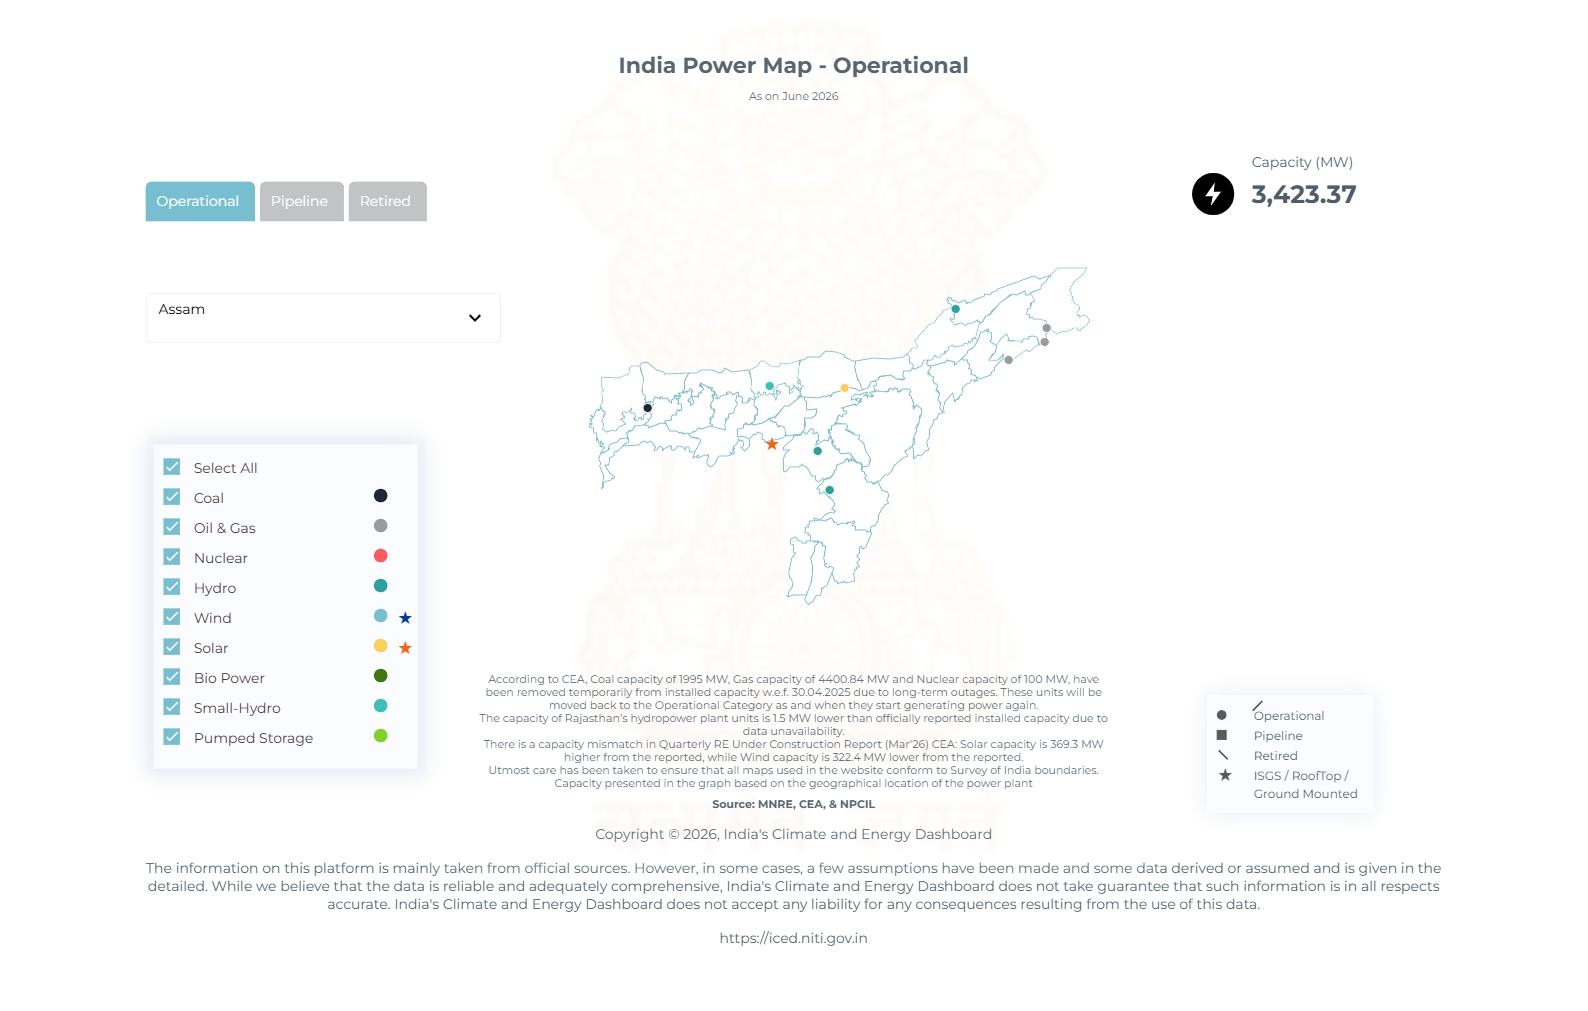 India Power Map - Operational
As on June 2026
Capacity (MW)
3,423.37
Operational
Pipeline
Retired
Assam
Select All
Coal
Oil & Gas
Nuclear
Hydro
Wind
Solar
Bio Power
Small-Hydro
Pumped Storage
According to CEA, Coal capacity of 1995 MW, Gas capacity of 4400.84 MW and Nuclear capacity of 100 MW, have
been removed temporarily from installed capacity w.e.f. 30.04.2025 due to long-term outages. These units will be
moved back to the Operational Category as and when they start generating power again.
The capacity of Rajasthan's hydropower plant units is 1.5 MW lower than officially reported installed capacity due to
data unavailability.
There is a capacity mismatch in Quarterly RE Under Construction Report (Mar'26) CEA: Solar capacity is 369.3 MW
higher from the reported, while Wind capacity is 322.4 MW lower from the reported.
Utmost care has been taken to ensure that all maps used in the website conform to Survey of India boundaries.
Capacity presented in the graph based on the geographical location of the power plant
Source: MNRE, CEA, & NPCIL
Operational
Pipeline
Retired
ISGS / RoofTop /
Ground Mounted
Copyright © 2026, India's Climate and Energy Dashboard
The information on this platform is mainly taken from official sources. However, in some cases, a few assumptions have been made and some data derived or assumed and is given in the
detailed. While we believe that the data is reliable and adequately comprehensive, India's Climate and Energy Dashboard does not take guarantee that such information is in all respects
accurate. India's Climate and Energy Dashboard does not accept any liability for any consequences resulting from the use of this data.
https://iced.niti.gov.in